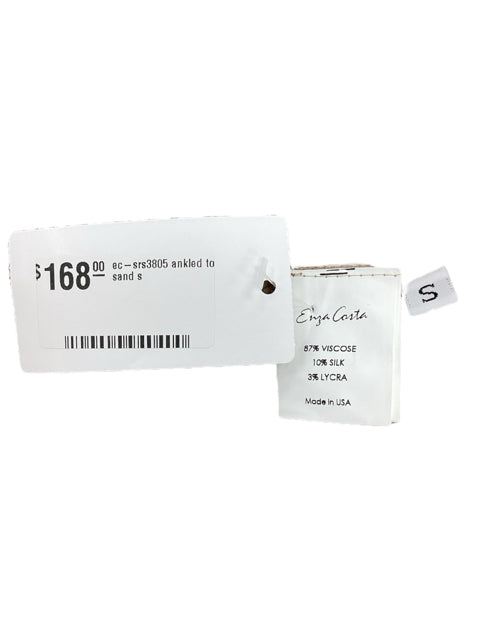 $168.00 ec-srs3805 ankled to
sand s
Enza Costa
87% VISCOSE
10% SILK
3% LYCRA
Made in USA
S